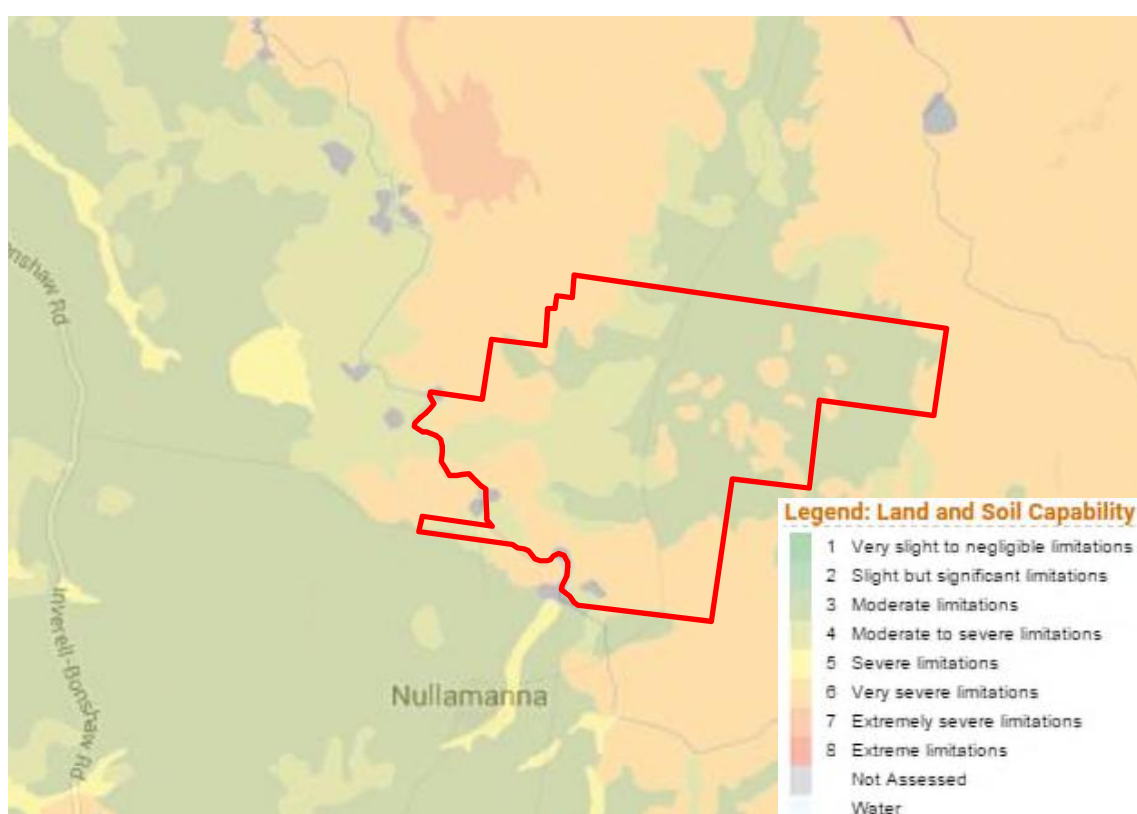 onshaw Rd
Inverell-Bonshaw Rd
Nullamanna
Legend: Land and Soil Capability
1 Very slight to negligible limitations
2 Slight but significant limitations
3 Moderate limitations
4 Moderate to severe limitations
5 Severe limitations
6 Very severe limitations
7 Extremely severe limitations
8 Extreme limitations
Not Assessed
Water